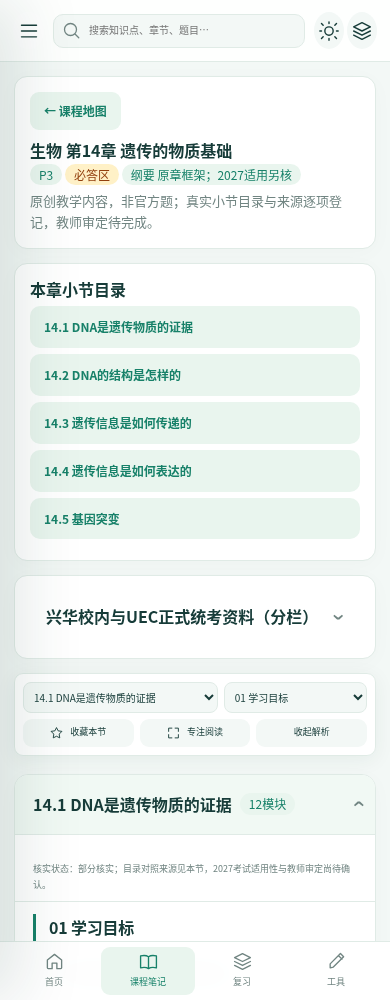 搜索知识点、章节、题目…
← 课程地图
生物 第14章 遗传的物质基础
P3 必答区 纲要 原章框架；2027适用另核
原创教学内容，非官方题；真实小节目录与来源逐项登
记，教师审定待完成。
本章小节目录
14.1 DNA是遗传物质的证据
14.2 DNA的结构是怎样的
14.3 遗传信息是如何传递的
14.4 遗传信息是如何表达的
14.5 基因突变
兴华校内与UEC正式统考资料（分栏）
14.1 DNA是遗传物质的证据 01 学习目标
收藏本节 专注阅读 收起解析
14.1 DNA是遗传物质的证据 12模块
核实状态：部分核实；目录对照来源见本节，2027考试适用性与教师审定尚待确
认。
01 学习目标
首页 课程笔记 复习 工具